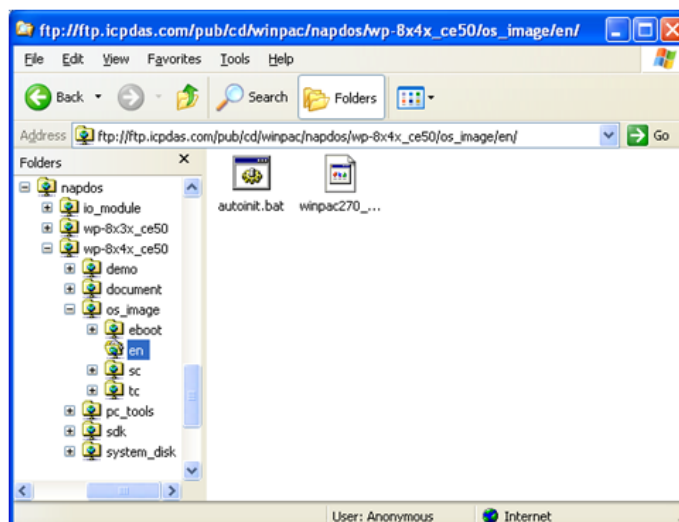 ftp://ftp.icpdas.com/pub/cd/winpac/napdos/wp-8x4x_ce50/os_image/en/
File Edit View Favorites Tools Help
Back Search Folders
Address ftp://ftp.icpdas.com/pub/cd/winpac/napdos/wp-8x4x_ce50/os_image/en/ Go
Folders
napdos
io_module
wp-8x3x_ce50
wp-8x4x_ce50
demo
document
os_image
eboot
en
sc
tc
pc_tools
sdk
system_disk
autoinit.bat winpac270_...
User: Anonymous Internet